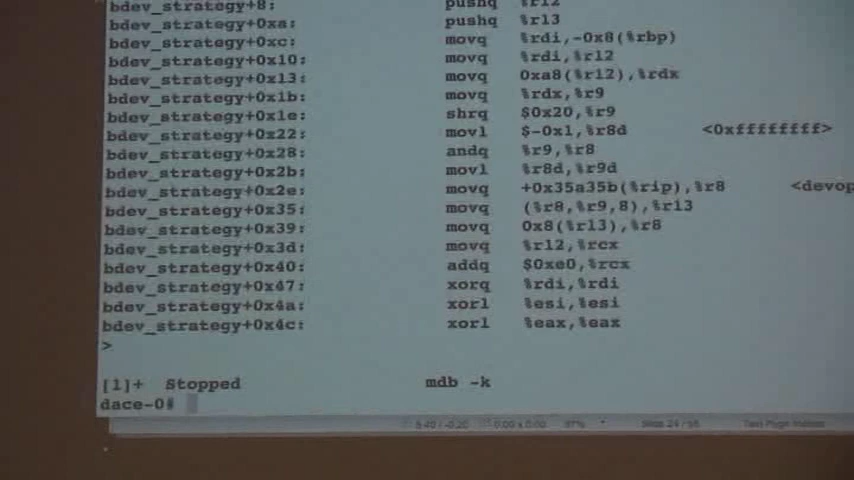 bdev_strategy+8: pushq %r12
bdev_strategy+0xa: pushq %r13
bdev_strategy+0xc: movq %rdi,-0x8(%rbp)
bdev_strategy+0x10: movq %rdi,%r12
bdev_strategy+0x13: movq 0xa8(%r12),%rdx
bdev_strategy+0x1b: movq %rdx,%r9
bdev_strategy+0x1e: shrq $0x20,%r9
bdev_strategy+0x22: movl $-0x1,%r8d <0xffffffff>
bdev_strategy+0x28: andq %r9,%r8
bdev_strategy+0x2b: movl %r8d,%r9d
bdev_strategy+0x2e: movq +0x35a35b(%rip),%r8 <devop
bdev_strategy+0x35: movq (%r8,%r9,8),%r13
bdev_strategy+0x39: movq 0x8(%r13),%r8
bdev_strategy+0x3d: movq %r12,%rcx
bdev_strategy+0x40: addq $0xe0,%rcx
bdev_strategy+0x47: xorq %rdi,%rdi
bdev_strategy+0x4a: xorl %esi,%esi
bdev_strategy+0x4c: xorl %eax,%eax
>
[1]+ Stopped mdb -k
dace-0#